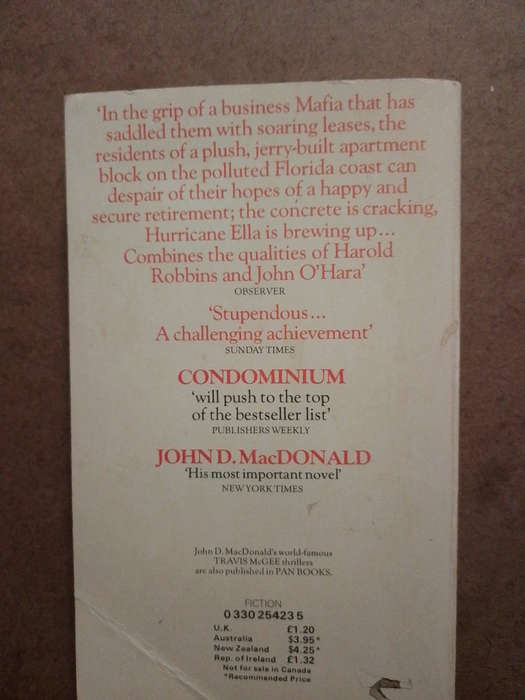 ‘In the grip of a business Mafia that has
saddled them with soaring leases, the
residents of a plush, jerry-built apartment
block on the polluted Florida coast can
despair of their hopes of a happy and
secure retirement; the concrete is cracking,
Hurricane Ella is brewing up...
Combines the qualities of Harold
Robbins and John O'Hara’
OBSERVER
‘Stupendous...
A challenging achievement’
SUNDAY TIMES
CONDOMINIUM
‘will push to the top
of the bestseller list’
PUBLISHERS WEEKLY
JOHN D. MacDONALD
‘His most important novel’
NEW YORK TIMES
John D. MacDonald's world-famous
TRAVIS McGEE thrillers
are also published in PAN BOOKS.
FICTION
0 330 25423 5
U.K. £1.20
Australia $3.95*
New Zealand $4.25*
Rep. of Ireland £1.32
Not for sale in Canada
*Recommended Price